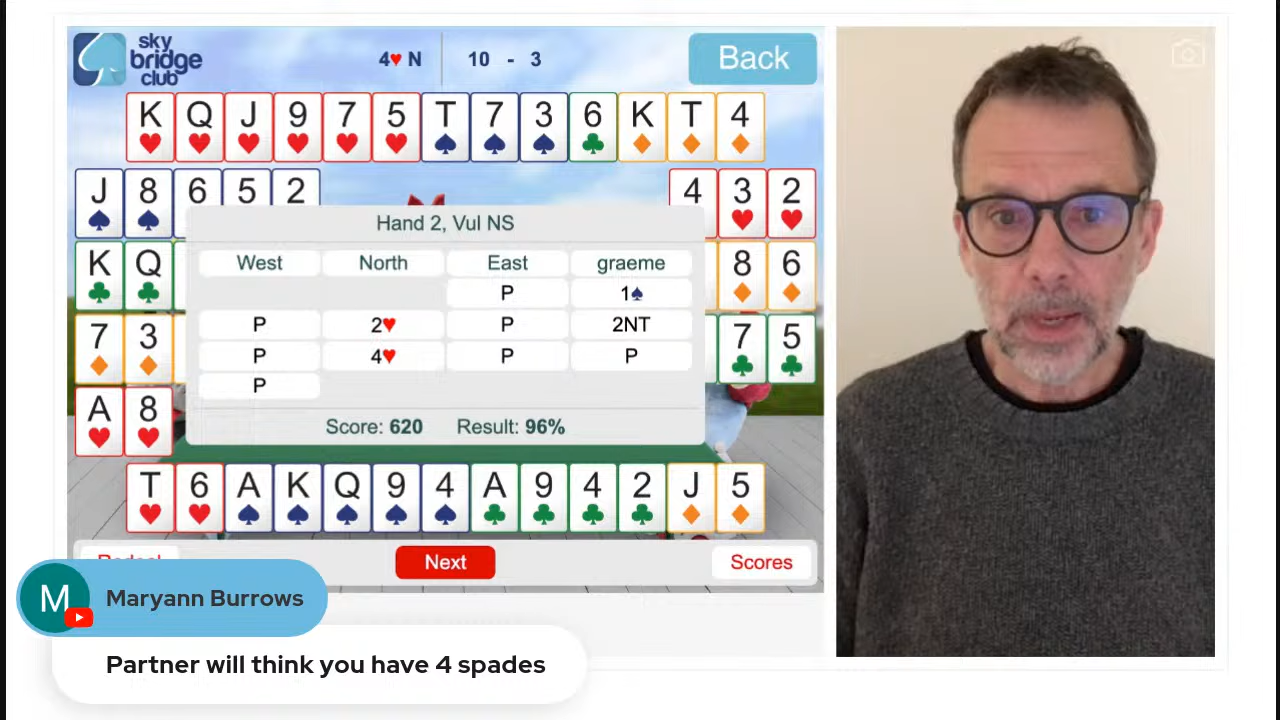 sky
bridge
club
4♥ N 10 - 3
Back
K Q J 9 7 5 T 7 3 6 K T 4
J 8 6 5 2
4 3 2
K Q
8 6
7 3
7 5
A 8
Hand 2, Vul NS
West North East graeme
P 1♠
P 2♥ P 2NT
P 4♥ P P
P
Score: 620 Result: 96%
T 6 A K Q 9 4 A 9 4 2 J 5
Redeal Next Scores
M Maryann Burrows
Partner will think you have 4 spades